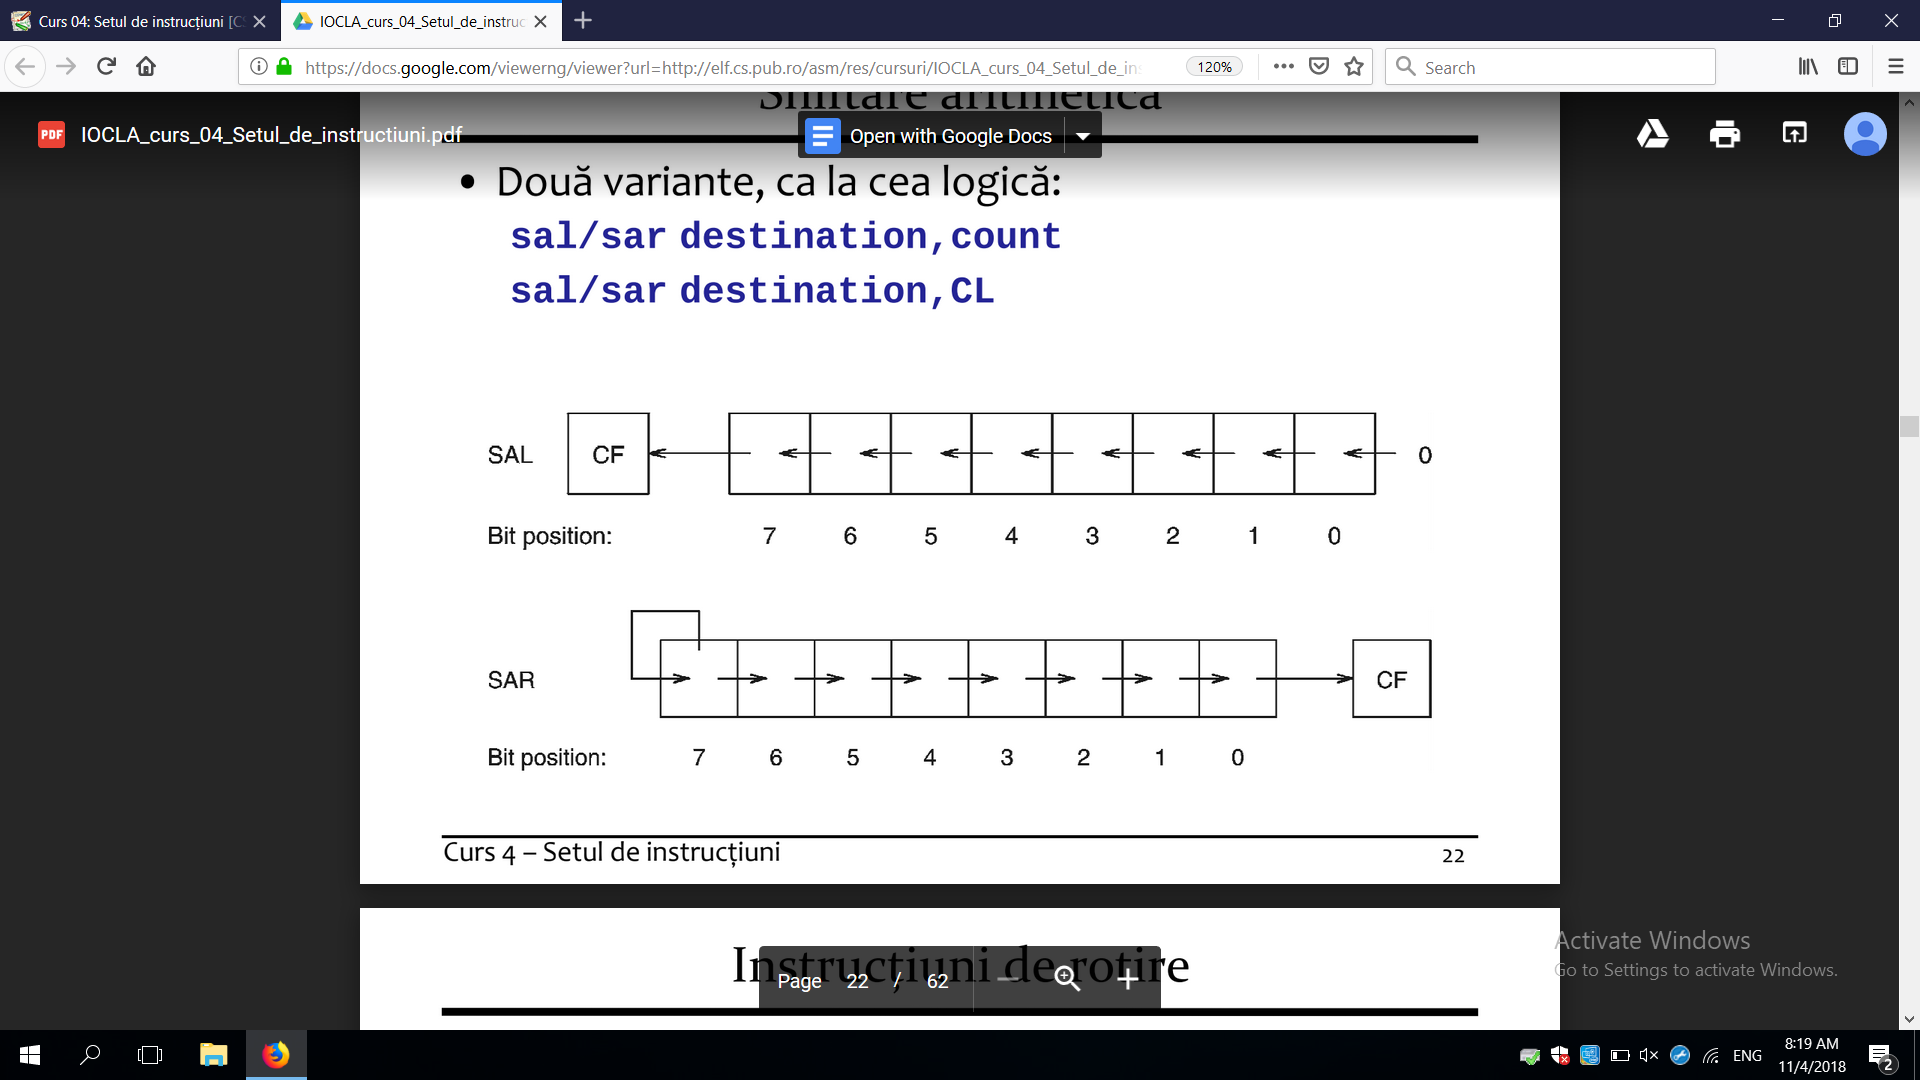 Curs 04: Setul de instrucțiuni [CS
IOCLA_curs_04_Setul_de_instruc
https://docs.google.com/viewerng/viewer?url=http://elf.cs.pub.ro/asm/res/cursuri/IOCLA_curs_04_Setul_de_in
120%
Search
Shiftare aritmetică
PDF
IOCLA_curs_04_Setul_de_instructiuni.pdf
Open with Google Docs
• Două variante, ca la cea logică:
sal/sar destination,count
sal/sar destination,CL
SAL CF 0
Bit position: 7 6 5 4 3 2 1 0
SAR CF
Bit position: 7 6 5 4 3 2 1 0
Curs 4 – Setul de instrucțiuni
22
Instrucțiuni de rotire
Page 22 / 62
Activate Windows
Go to Settings to activate Windows.
ENG
8:19 AM
11/4/2018
2